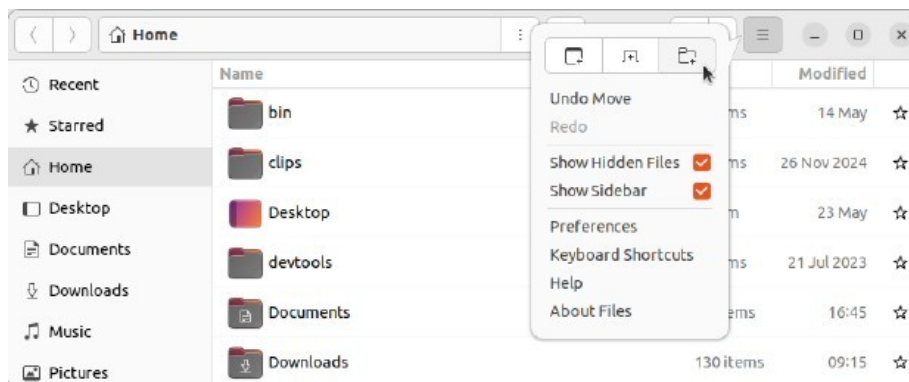 Home
Recent
Starred
Home
Desktop
Documents
Downloads
Music
Pictures
Name
Modified
bin
14 May
clips
26 Nov 2024
Desktop
23 May
devtools
21 Jul 2023
Documents
16:45
Downloads
130 items
09:15
Undo Move
Redo
Show Hidden Files
Show Sidebar
Preferences
Keyboard Shortcuts
Help
About Files